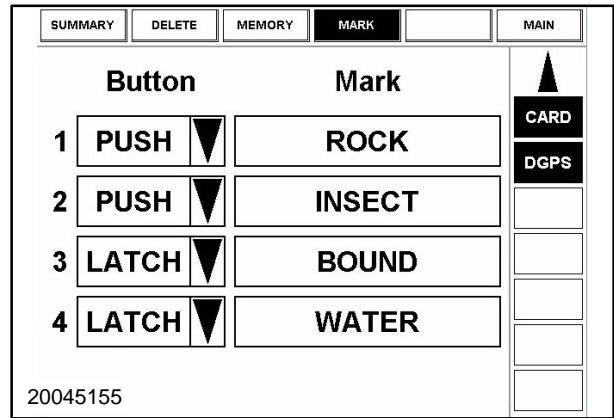 SUMMARY DELETE MEMORY MARK MAIN
Button Mark
CARD
1 PUSH ROCK
DGPS
2 PUSH INSECT
3 LATCH BOUND
4 LATCH WATER
20045155